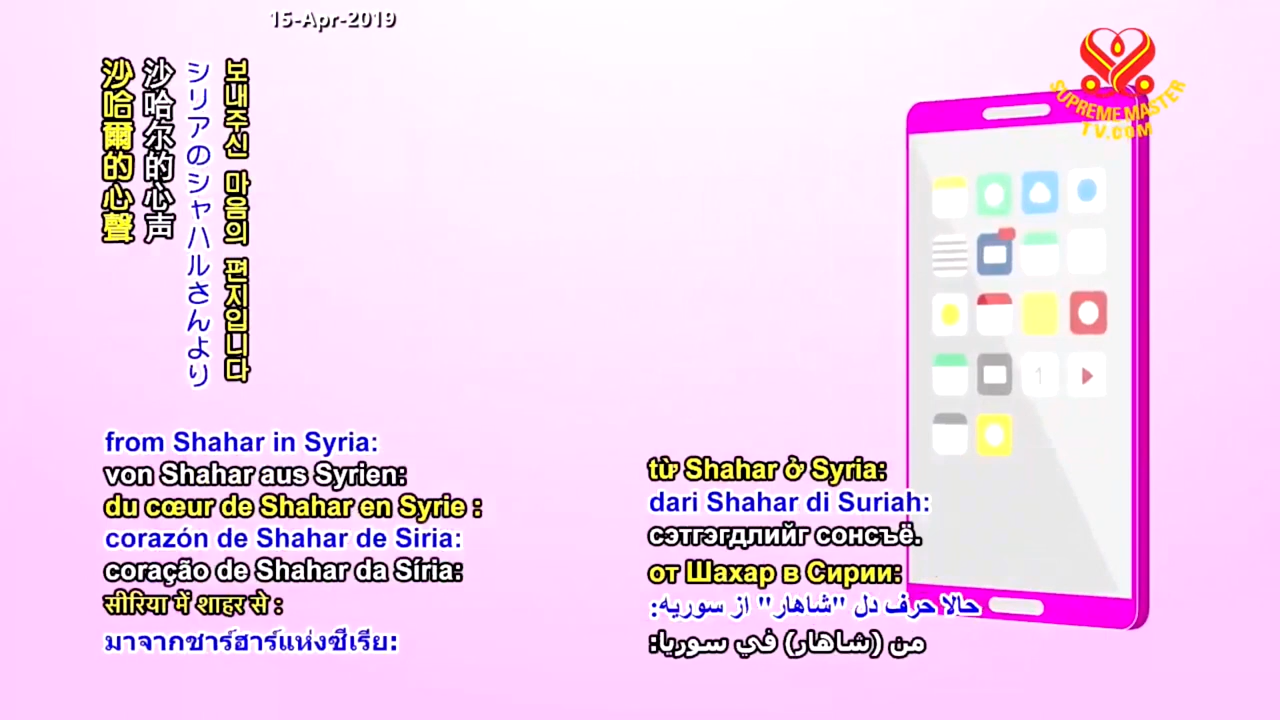 15-Apr-2019
SUPREME MASTER
TV.COM
沙哈爾的心聲
沙哈尔的心声
シリアのシャハルさんより
보내주신 마음의 편지입니다
from Shahar in Syria:
von Shahar aus Syrien:
du cœur de Shahar en Syrie :
corazón de Shahar de Siria:
coração de Shahar da Síria:
सीरिया में शाहर से :
มาจากชาร์ฮาร์แห่งซีเรีย:
từ Shahar ở Syria:
dari Shahar di Suriah:
сэтгэгдлийг сонсъё.
от Шахар в Сирии:
حالا حرف دل "شاهار" از سوریه:
من (شاهار) في سوريا:
1